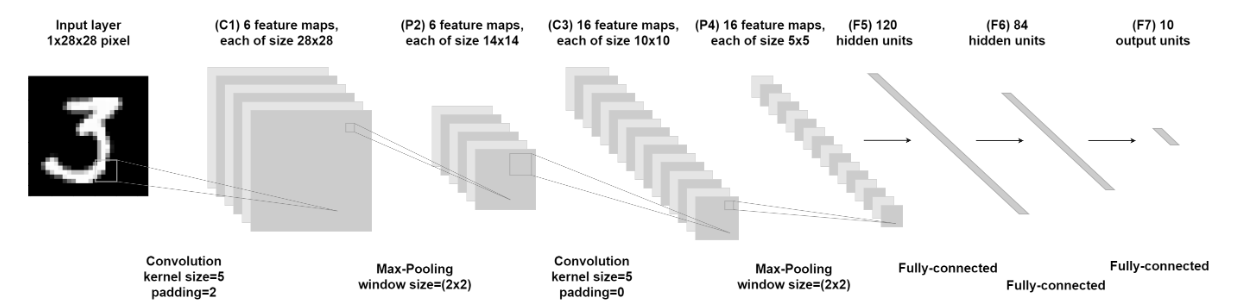 Input layer
1x28x28 pixel
(C1) 6 feature maps,
each of size 28x28
(P2) 6 feature maps,
each of size 14x14
(C3) 16 feature maps,
each of size 10x10
(P4) 16 feature maps,
each of size 5x5
(F5) 120
hidden units
(F6) 84
hidden units
(F7) 10
output units
3
Convolution
kernel size=5
padding=2
Max-Pooling
window size=(2x2)
Convolution
kernel size=5
padding=0
Max-Pooling
window size=(2x2)
Fully-connected
Fully-connected
Fully-connected